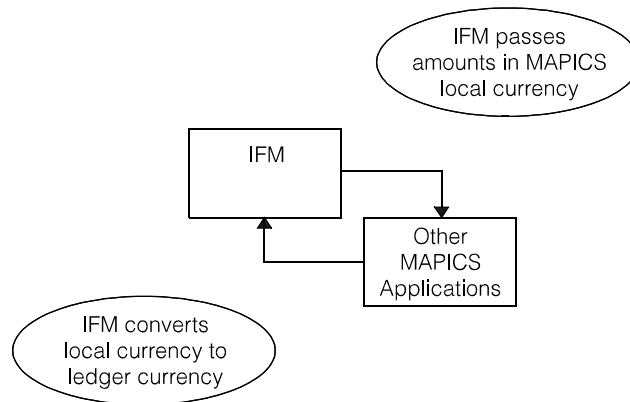 IFM passes
amounts in MAPICS
local currency
IFM
Other
MAPICS
Applications
IFM converts
local currency to
ledger currency